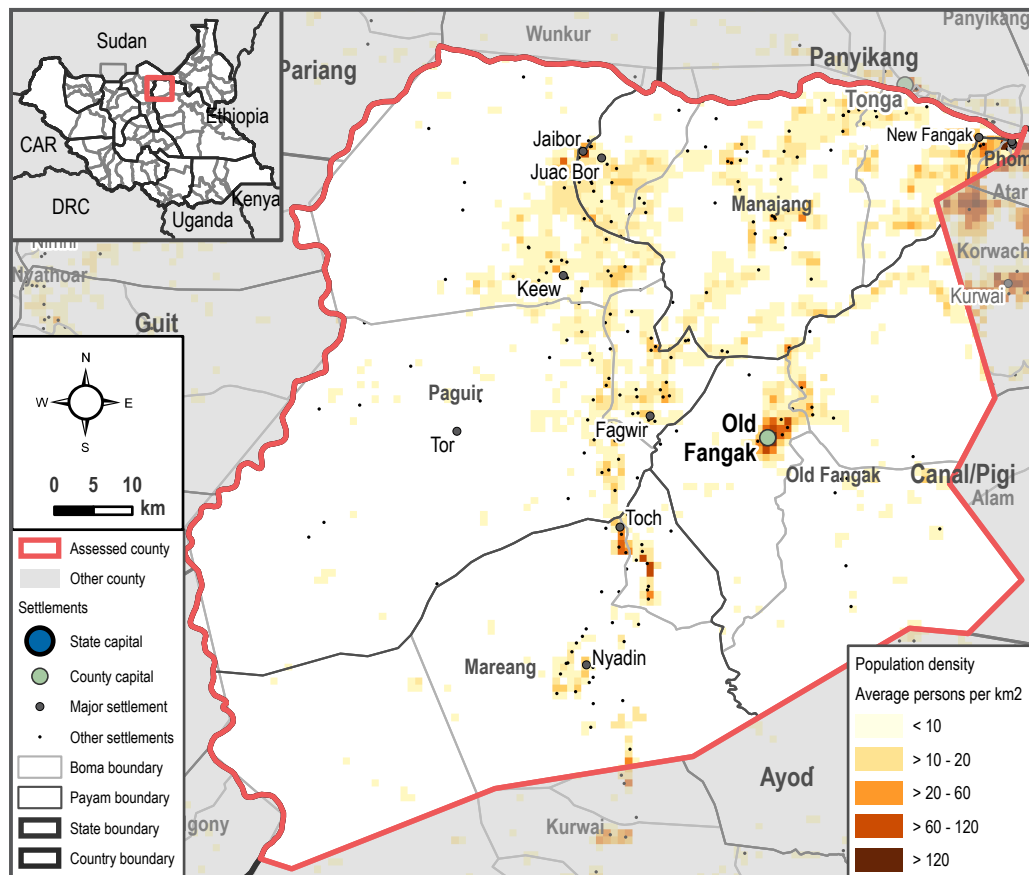 Sudan
CAR
Ethiopia
DRC
Uganda
Kenya
Wunkur
Panyikang
Pariang
Panyikang
Tonga
New Fangak
Phom
Atar
Jaibor
Juac Bor
Manajang
Korwach
Kurwai
Nyathoar
Keew
Guit
Paguir
Tor
Fagwir
Old
Fangak
Old Fangak
Canal/Pigi
Alam
Toch
Mareang
Nyadin
Ayod
Kurwai
gony
N
W
E
S
0 5 10
km
Assessed county
Other county
Settlements
State capital
County capital
Major settlement
Other settlements
Boma boundary
Payam boundary
State boundary
Country boundary
Population density
Average persons per km2
< 10
> 10 - 20
> 20 - 60
> 60 - 120
> 120